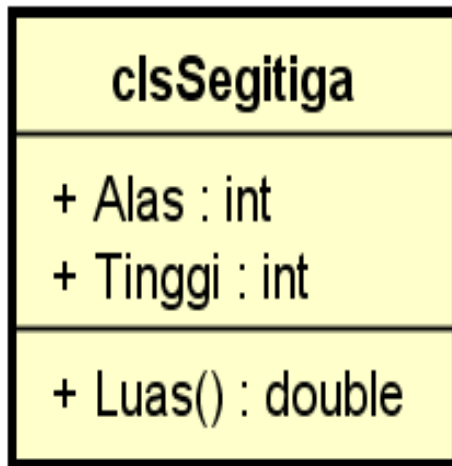 clsSegitiga
+ Alas : int
+ Tinggi : int
+ Luas() : double